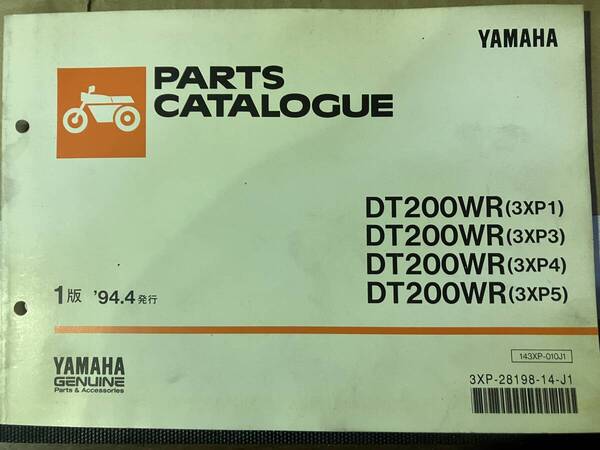 YAMAHA
PARTS
CATALOGUE
DT200WR(3XP1)
DT200WR(3XP3)
DT200WR(3XP4)
DT200WR(3XP5)
1版 '94.4発行
143XP-010J1
YAMAHA
GENUINE
Parts & Accessories
3XP-28198-14-J1